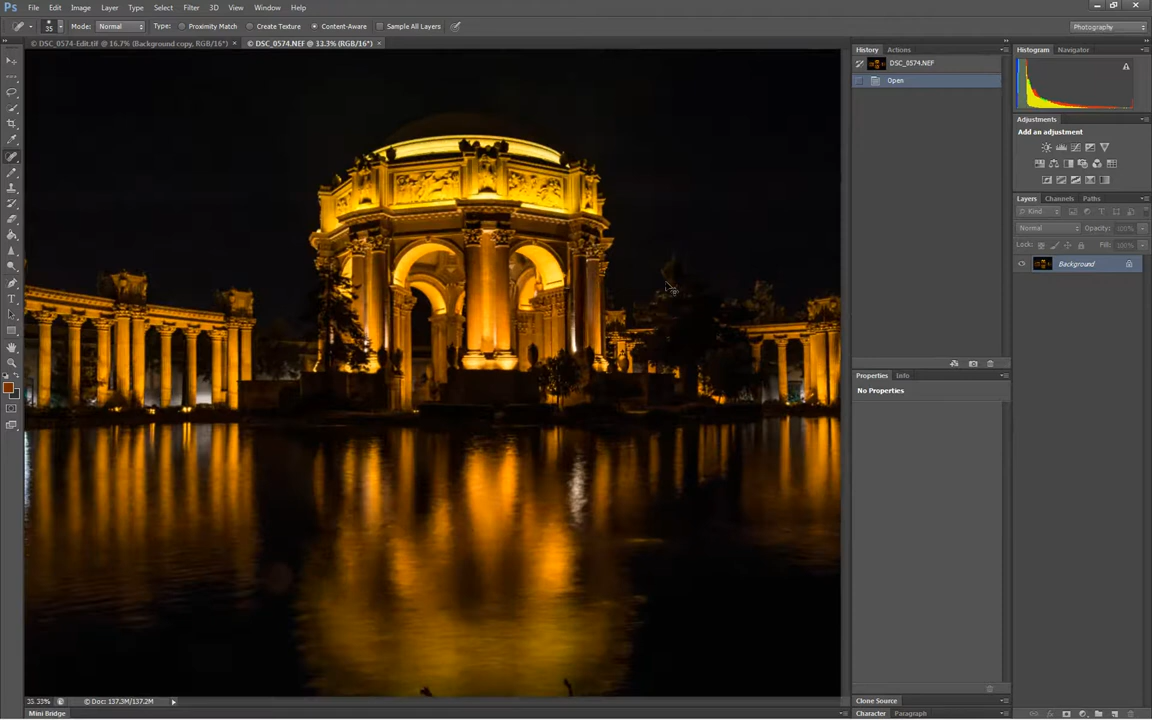 Ps File Edit Image Layer Type Select Filter 3D View Window Help
35 Mode: Normal Type: Proximity Match Create Texture Content-Aware Sample All Layers Photography
DSC_0574-Edit.tif @ 16.7% (Background copy, RGB/16*) × DSC_0574.NEF @ 33.3% (RGB/16*) ×
History Actions
DSC_0574.NEF
Open
Histogram Navigator
Adjustments
Add an adjustment
Layers Channels Paths
Kind
Normal Opacity: 100%
Lock: Fill: 100%
Background
Properties Info
No Properties
33.33% Doc: 137.3M/137.2M
Clone Source
Mini Bridge
Character Paragraph